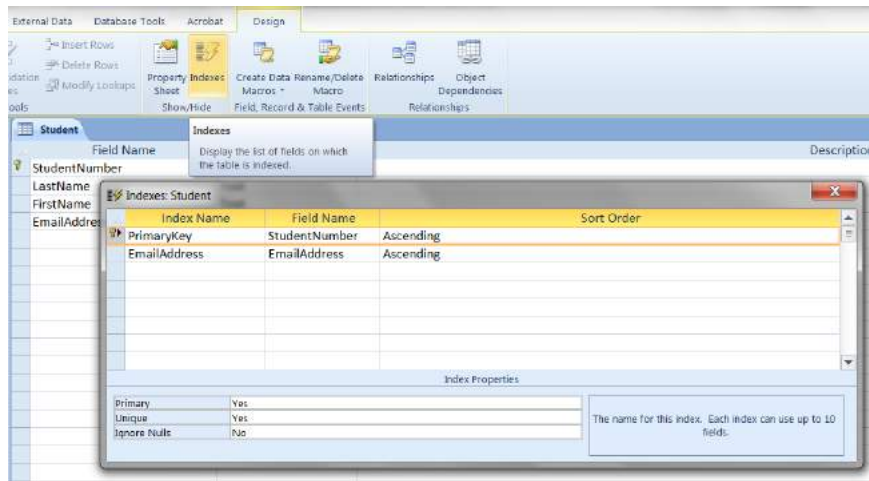 External Data Database Tools Acrobat Design
Insert Rows
Delete Rows
Modify Lookups
Property Sheet
Indexes
Create Data Macros
Rename/Delete Macro
Relationships
Object Dependencies
Show/Hide
Field, Record & Table Events
Relationships
Student
Indexes
Display the list of fields on which
the table is indexed.
Field Name
Description
StudentNumber
LastName
FirstName
EmailAddre
Indexes: Student
Index Name Field Name Sort Order
PrimaryKey StudentNumber Ascending
EmailAddress EmailAddress Ascending
Index Properties
Primary Yes
Unique Yes
Ignore Nulls No
The name for this index. Each index can use up to 10
fields.